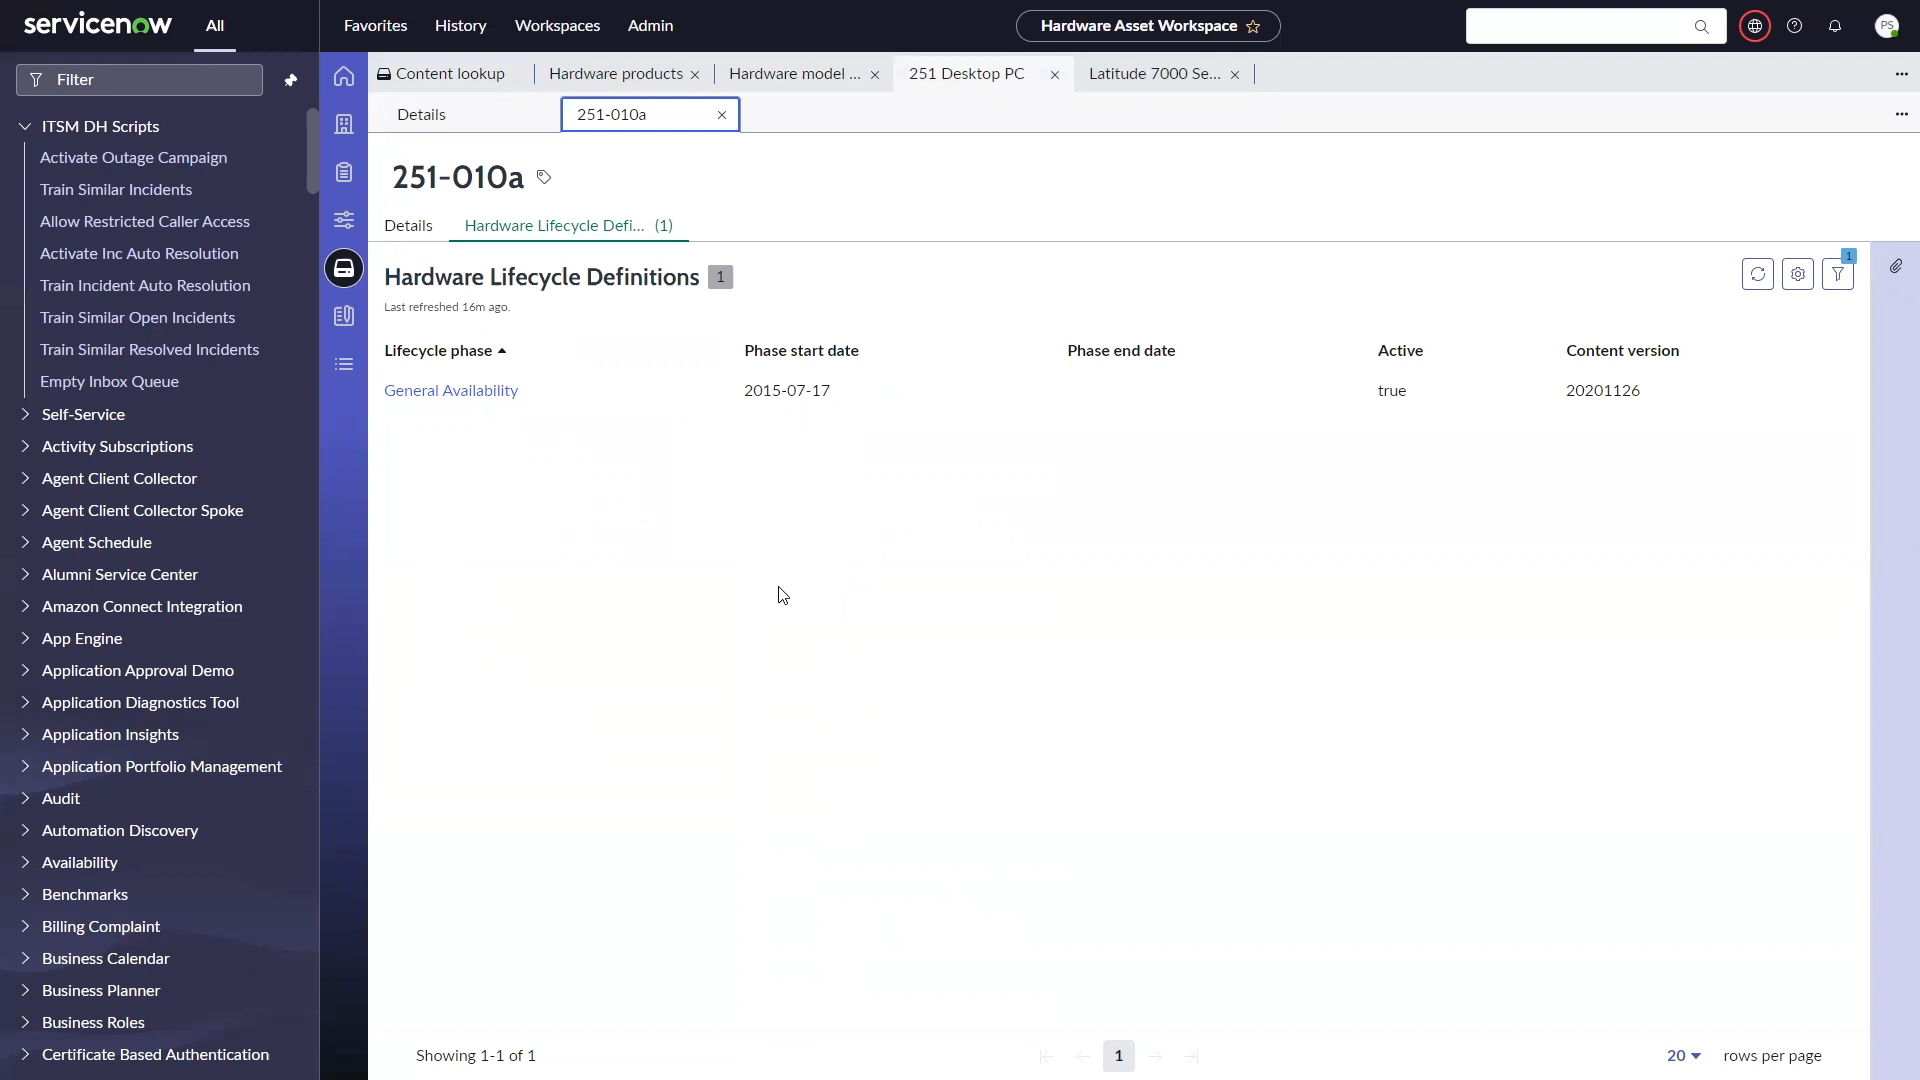 servicenow
All
Favorites
History
Workspaces
Admin
Hardware Asset Workspace
PS
Filter
ITSM DH Scripts
Activate Outage Campaign
Train Similar Incidents
Allow Restricted Caller Access
Activate Inc Auto Resolution
Train Incident Auto Resolution
Train Similar Open Incidents
Train Similar Resolved Incidents
Empty Inbox Queue
Self-Service
Activity Subscriptions
Agent Client Collector
Agent Client Collector Spoke
Agent Schedule
Alumni Service Center
Amazon Connect Integration
App Engine
Application Approval Demo
Application Diagnostics Tool
Application Insights
Application Portfolio Management
Audit
Automation Discovery
Availability
Benchmarks
Billing Complaint
Business Calendar
Business Planner
Business Roles
Certificate Based Authentication
Content lookup
Hardware products
Hardware model ...
251 Desktop PC
Latitude 7000 Se...
Details
251-010a
251-010a
Details
Hardware Lifecycle Defi... (1)
Hardware Lifecycle Definitions 1
1
Last refreshed 16m ago.
Lifecycle phase Phase start date Phase end date Active Content version
General Availability 2015-07-17 true 20201126
Showing 1-1 of 1
1
20 rows per page